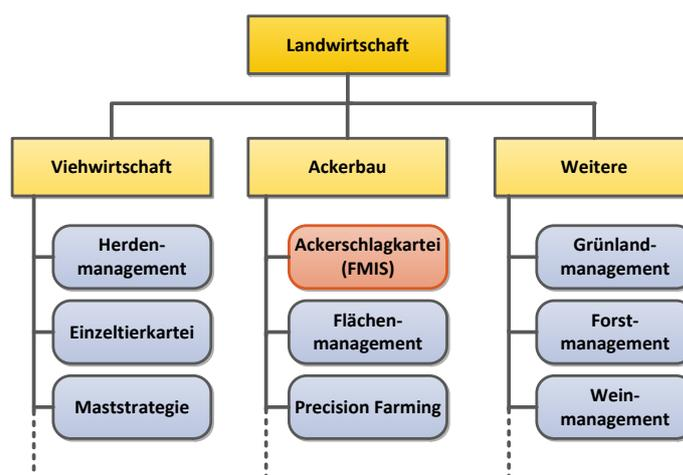 Landwirtschaft
Viehwirtschaft
Ackerbau
Weitere
Herden-
management
Ackerschlagkartei
(FMIS)
Grünland-
management
Einzeltierkartei
Flächen-
management
Forst-
management
Maststrategie
Precision Farming
Wein-
management